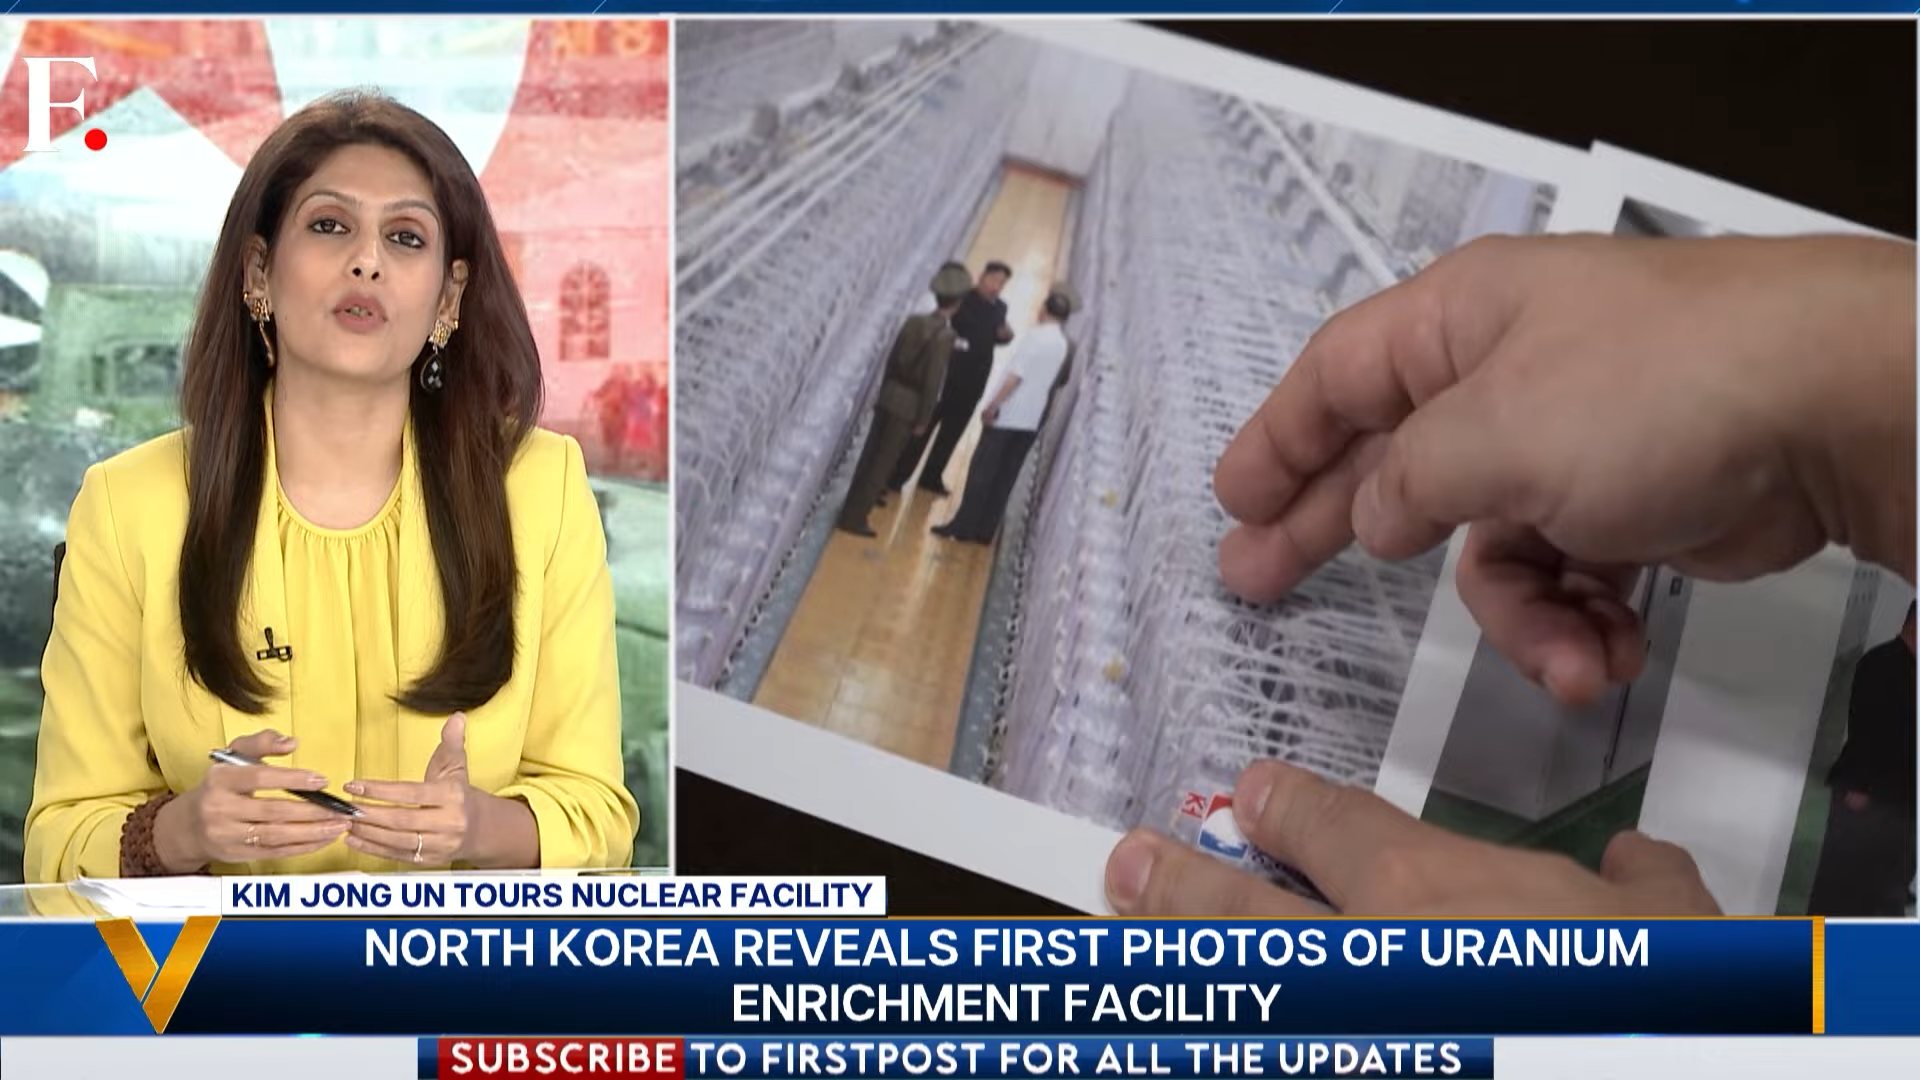 F.
조
KIM JONG UN TOURS NUCLEAR FACILITY
NORTH KOREA REVEALS FIRST PHOTOS OF URANIUM
ENRICHMENT FACILITY
SUBSCRIBE TO FIRSTPOST FOR ALL THE UPDATES